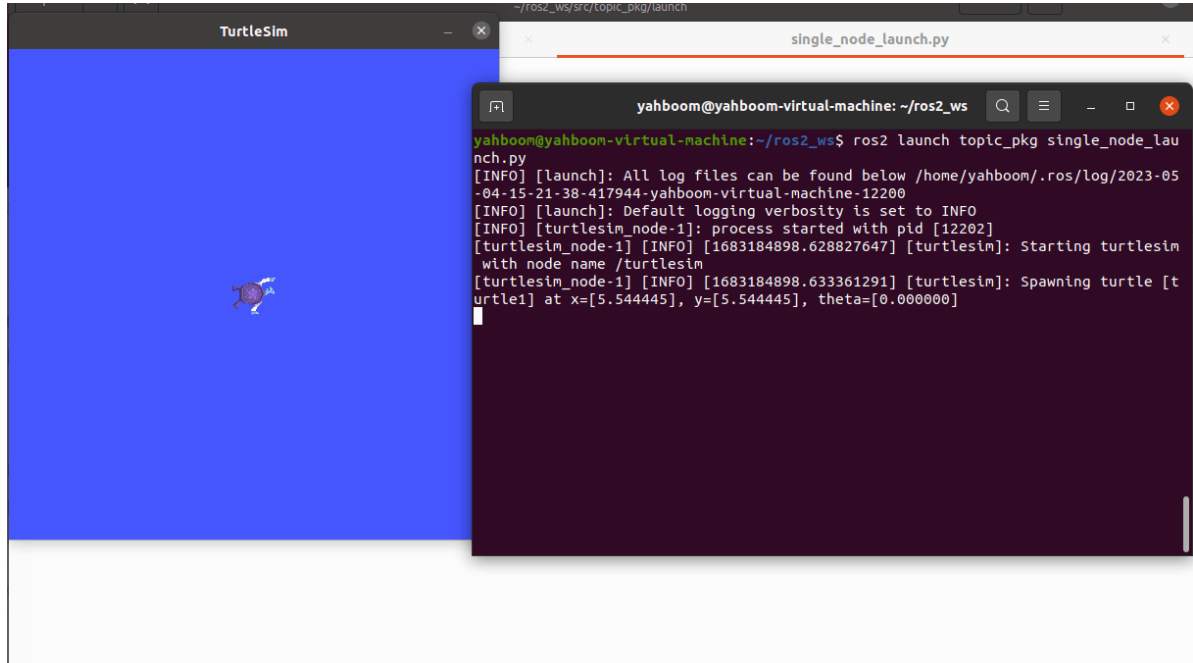 ~/ros2_ws/src/topic_pkg/launch
TurtleSim
single_node_launch.py
yahboom@yahboom-virtual-machine: ~/ros2_ws
yahboom@yahboom-virtual-machine:~/ros2_ws$ ros2 launch topic_pkg single_node_lau
nch.py
[INFO] [launch]: All log files can be found below /home/yahboom/.ros/log/2023-05
-04-15-21-38-417944-yahboom-virtual-machine-12200
[INFO] [launch]: Default logging verbosity is set to INFO
[INFO] [turtlesim_node-1]: process started with pid [12202]
[turtlesim_node-1] [INFO] [1683184898.628827647] [turtlesim]: Starting turtlesim
 with node name /turtlesim
[turtlesim_node-1] [INFO] [1683184898.633361291] [turtlesim]: Spawning turtle [t
urtle1] at x=[5.544445], y=[5.544445], theta=[0.000000]